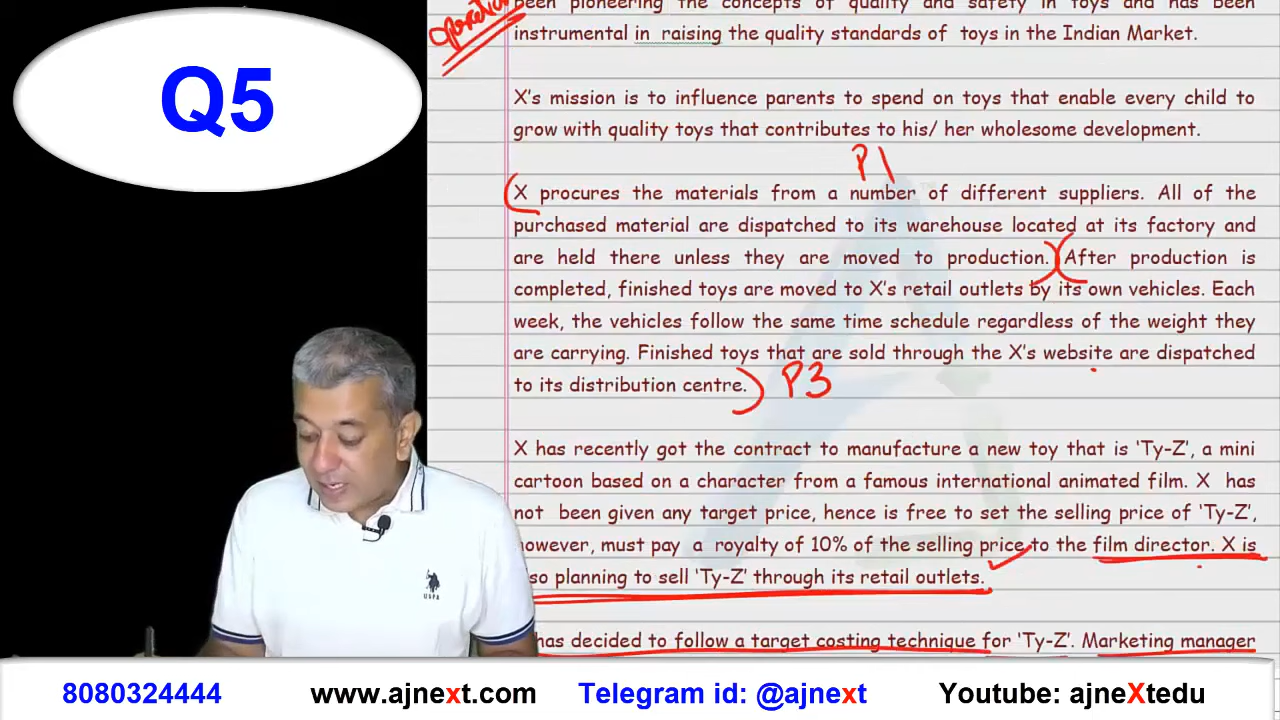 Q5
been pioneering the concepts of quality and safety in toys and has been
instrumental in raising the quality standards of toys in the Indian Market.
X's mission is to influence parents to spend on toys that enable every child to
grow with quality toys that contributes to his/ her wholesome development.
P1
X procures the materials from a number of different suppliers. All of the
purchased material are dispatched to its warehouse located at its factory and
are held there unless they are moved to production. After production is
completed, finished toys are moved to X's retail outlets by its own vehicles. Each
week, the vehicles follow the same time schedule regardless of the weight they
are carrying. Finished toys that are sold through the X's website are dispatched
to its distribution centre. P3
X has recently got the contract to manufacture a new toy that is 'Ty-Z', a mini
cartoon based on a character from a famous international animated film. X has
not been given any target price, hence is free to set the selling price of 'Ty-Z',
however, must pay a royalty of 10% of the selling price to the film director. X is
so planning to sell 'Ty-Z' through its retail outlets.
has decided to follow a target costing technique for 'Ty-Z'. Marketing manager
U.S.P.A
8080324444 www.ajnext.com Telegram id: @ajnext Youtube: ajneXtedu